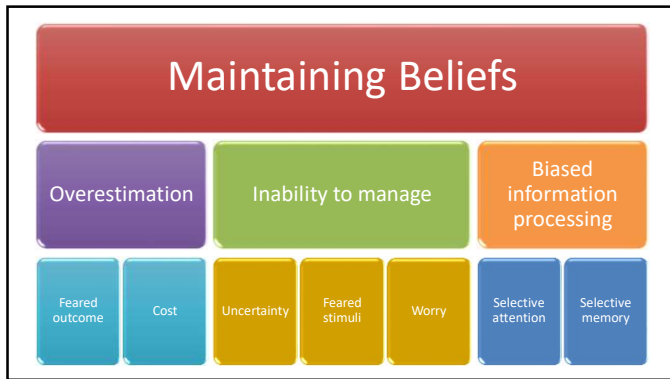 Maintaining Beliefs
Overestimation
Inability to manage
Biased
information
processing
Feared
outcome
Cost
Uncertainty
Feared
stimuli
Worry
Selective
attention
Selective
memory